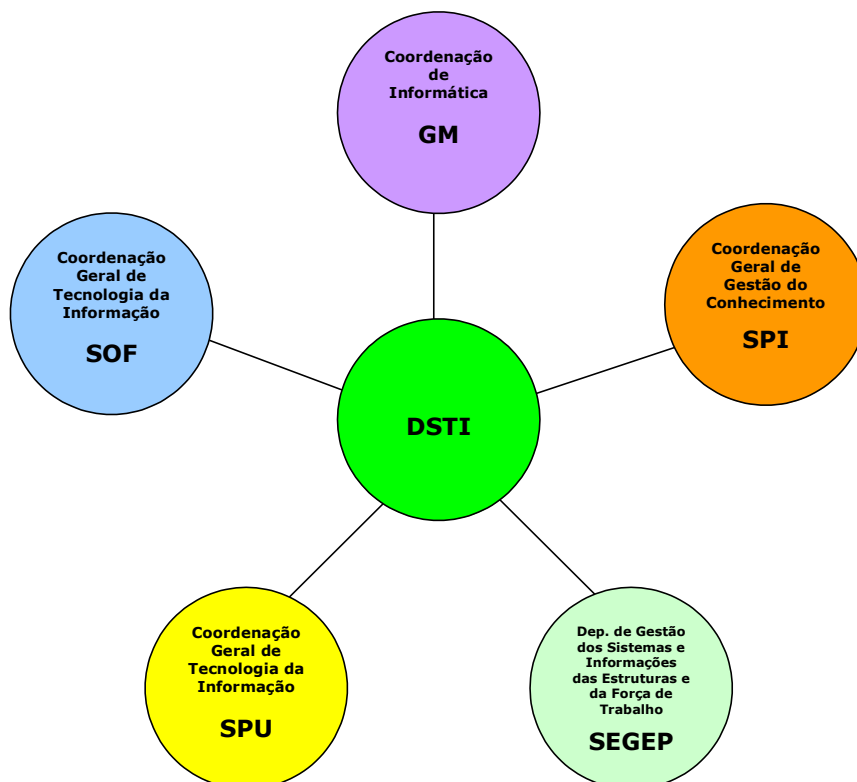 Coordenação
de
Informática
GM
Coordenação
Geral de
Tecnologia da
Informação
SOF
Coordenação
Geral de
Gestão do
Conhecimento
SPI
DSTI
Coordenação
Geral de
Tecnologia da
Informação
SPU
Dep. de Gestão
dos Sistemas e
Informações
das Estruturas e
da Força de
Trabalho
SEGEP